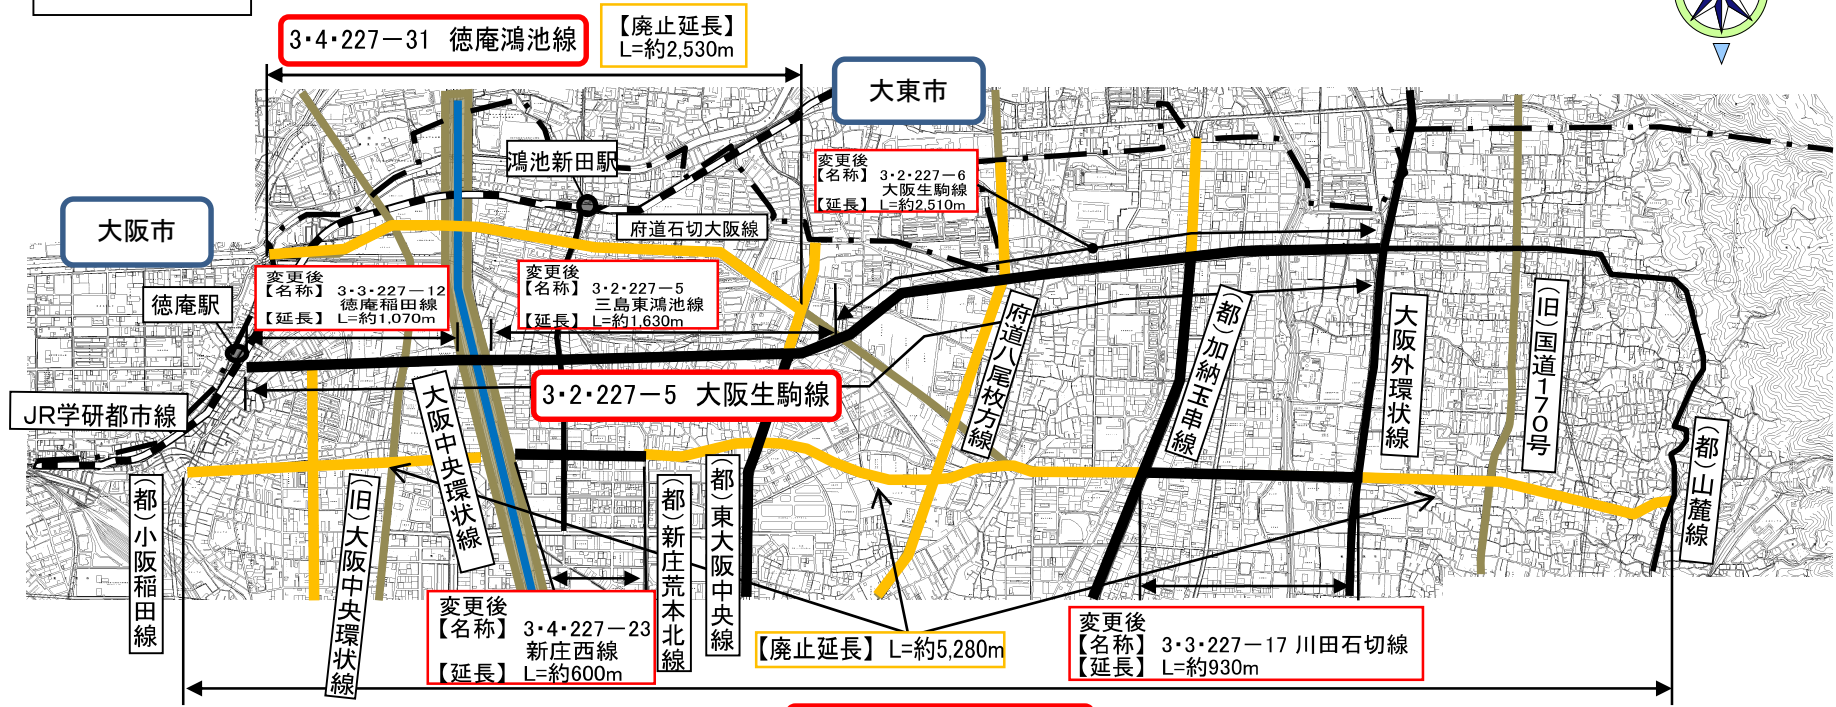 3・4・227－31 徳庵鴻池線
【廃止延長】
L=約2,530m
大東市
鴻池新田駅
変更後
【名称】 3・2・227－6
大阪生駒線
【延長】 L=約2,510m
大阪市
府道石切大阪線
変更後
【名称】 3・3・227－12
徳庵稲田線
【延長】 L=約1,070m
変更後
【名称】 3・2・227－5
三島東鴻池線
【延長】 L=約1,630m
徳庵駅
3・2・227－5 大阪生駒線
JR学研都市線
府道八尾枚方線
（都）加納玉串線
大阪外環状線
（旧）国道170号
（都）山麓線
大阪中央環状線
（都）小阪稲田線
（旧）大阪中央環状線
（都）新庄荒本北線
（都）東大阪中央線
変更後
【名称】 3・4・227－23
新庄西線
【延長】 L=約600m
【廃止延長】 L=約5,280m
変更後
【名称】 3・3・227－17 川田石切線
【延長】 L=約930m